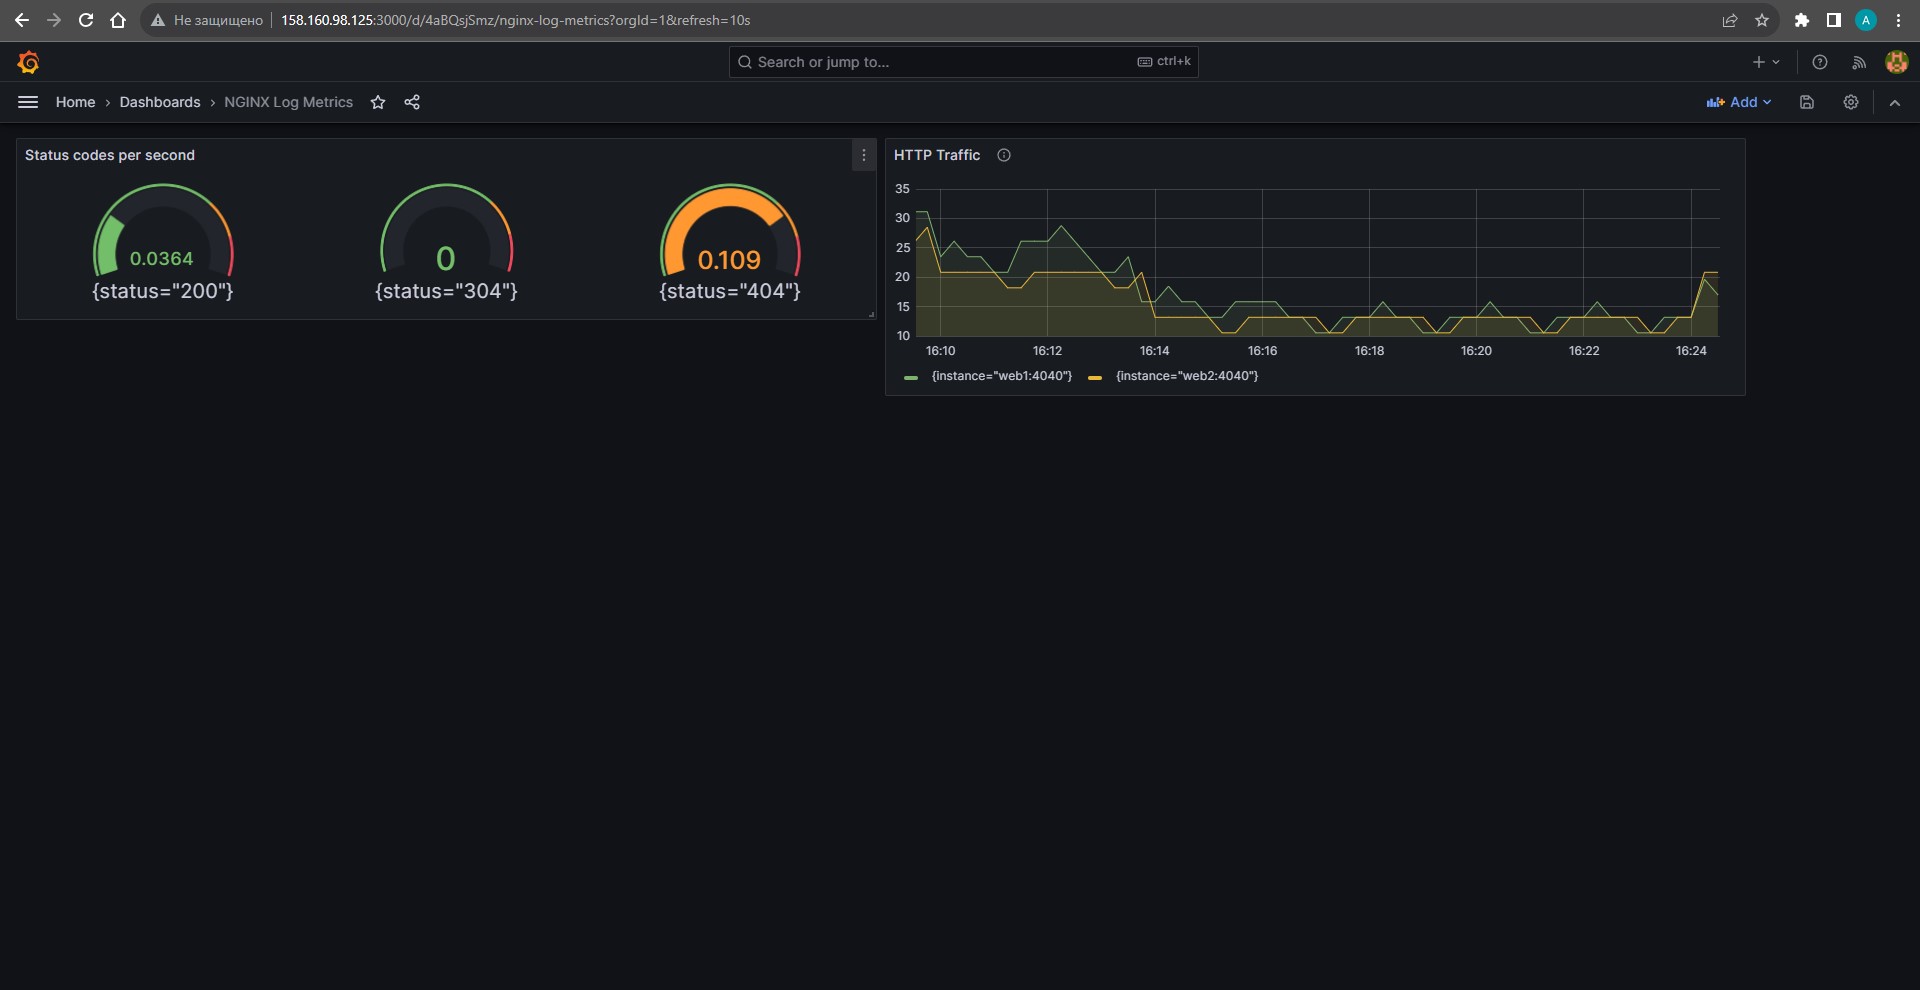 Не защищено 158.160.98.125:3000/d/4aBQsjSmz/nginx-log-metrics?orgId=1&refresh=10s
A
Search or jump to... ctrl+k
Home › Dashboards › NGINX Log Metrics
Add
Status codes per second
0.0364
{status="200"}
0
{status="304"}
0.109
{status="404"}
HTTP Traffic
35
30
25
20
15
10
16:10 16:12 16:14 16:16 16:18 16:20 16:22 16:24
{instance="web1:4040"} {instance="web2:4040"}